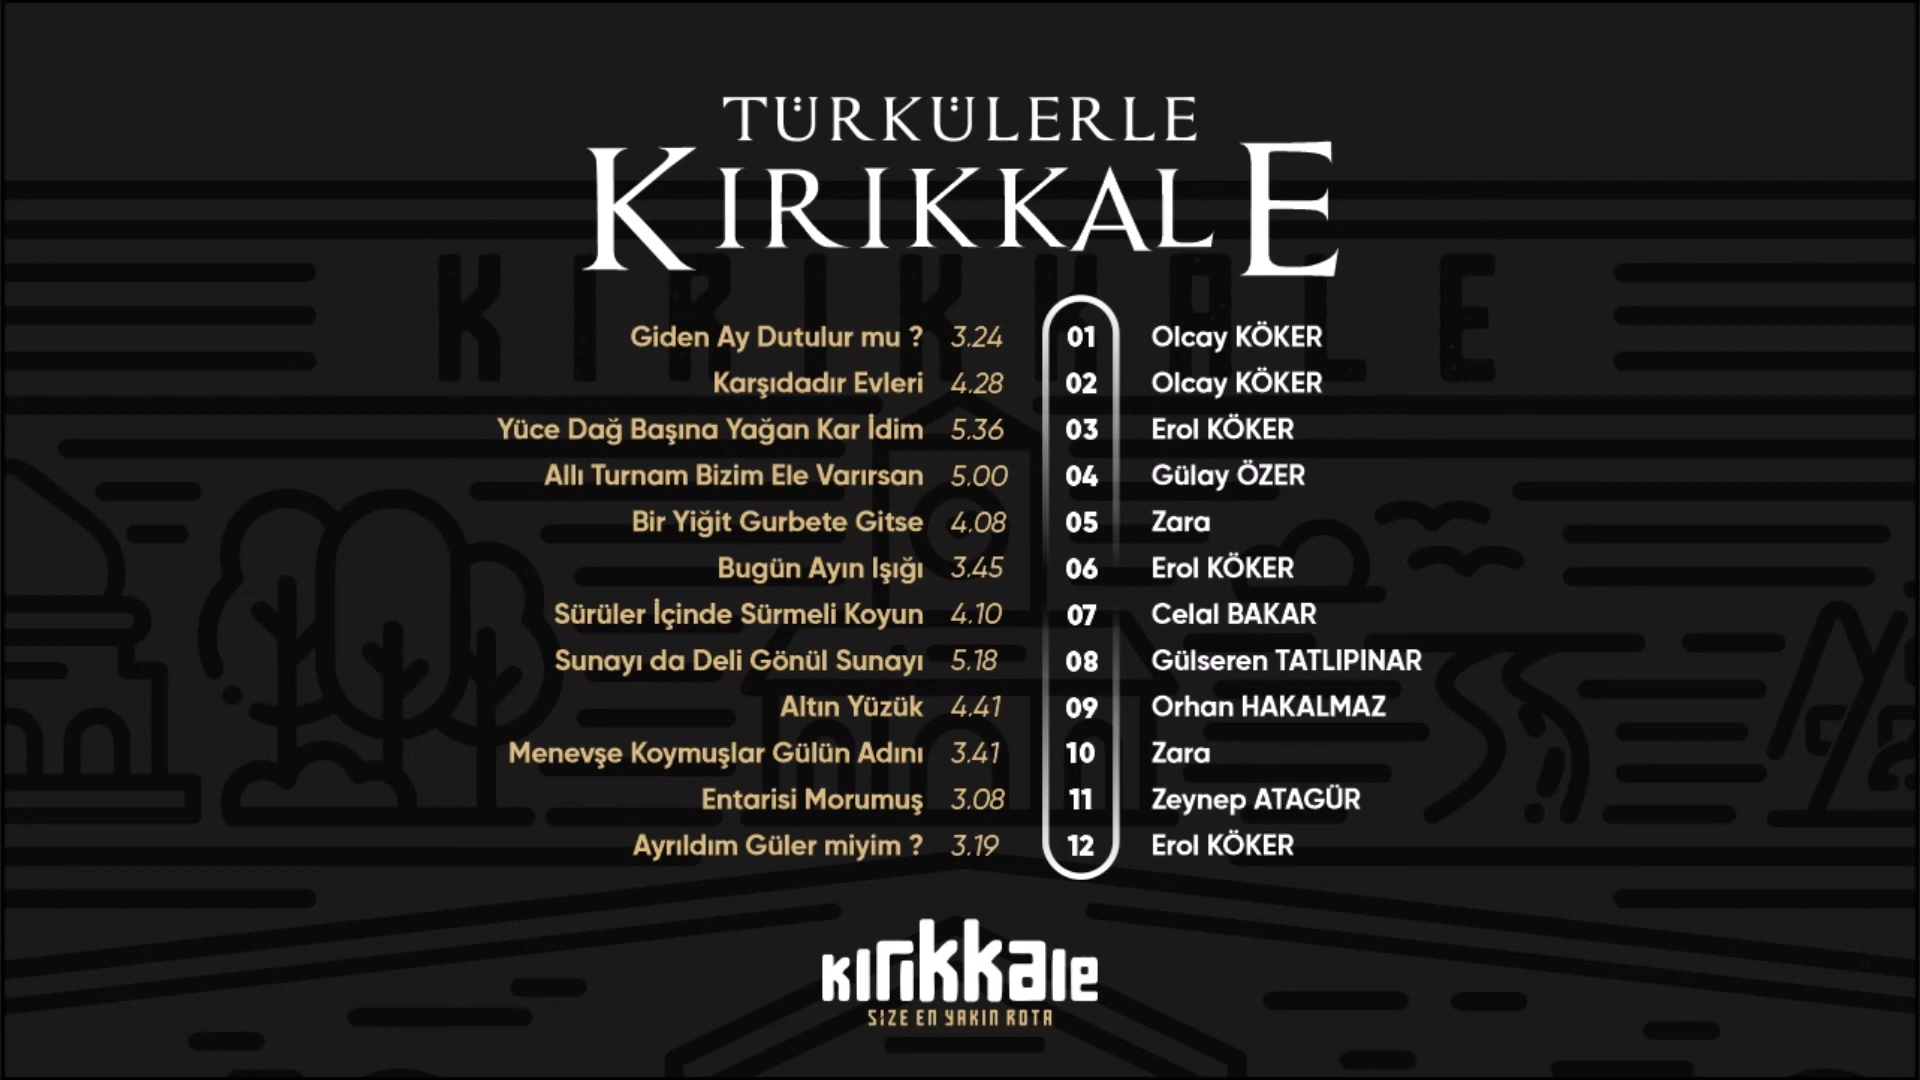 TÜRKÜLERLE
KIRIKKALE
KIRIKKALE
Giden Ay Dutulur mu ? 3.24 01 Olcay KÖKER
Karşıdadır Evleri 4.28 02 Olcay KÖKER
Yüce Dağ Başına Yağan Kar İdim 5.36 03 Erol KÖKER
Allı Turnam Bizim Ele Varırsan 5.00 04 Gülay ÖZER
Bir Yiğit Gurbete Gitse 4.08 05 Zara
Bugün Ayın Işığı 3.45 06 Erol KÖKER
Sürüler İçinde Sürmeli Koyun 4.10 07 Celal BAKAR
Sunayı da Deli Gönül Sunayı 5.18 08 Gülseren TATLIPINAR
Altın Yüzük 4.41 09 Orhan HAKALMAZ
Menevşe Koymuşlar Gülün Adını 3.41 10 Zara
Entarisi Morumuş 3.08 11 Zeynep ATAGÜR
Ayrıldım Güler miyim ? 3.19 12 Erol KÖKER
kırıkkale
SIZE EN YAKIN ROTA